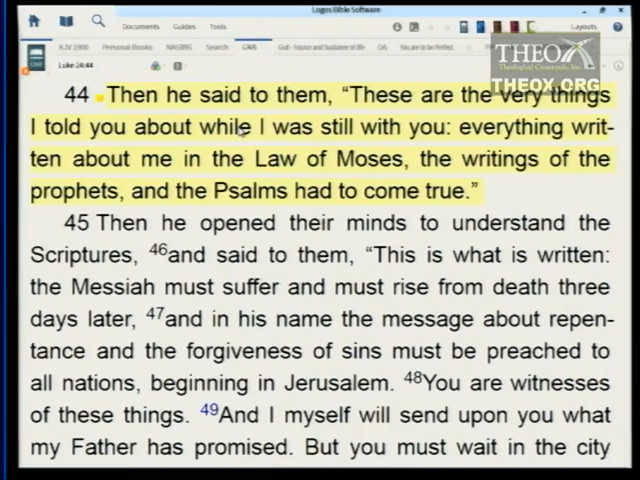 Logos Bible Software
Documents Guides Tools Layouts
KJV 1900 Personal Books NASB95 Search GNB God - Source and Sustainer of life OA You are to be Perfect
Luke 24:44
THEOX
Theological Crossroads, Inc.
THEOX.ORG
44 Then he said to them, “These are the very things
I told you about while I was still with you: everything writ-
ten about me in the Law of Moses, the writings of the
prophets, and the Psalms had to come true.”
45 Then he opened their minds to understand the
Scriptures, 46and said to them, “This is what is written:
the Messiah must suffer and must rise from death three
days later, 47and in his name the message about repen-
tance and the forgiveness of sins must be preached to
all nations, beginning in Jerusalem. 48You are witnesses
of these things. 49And I myself will send upon you what
my Father has promised. But you must wait in the city